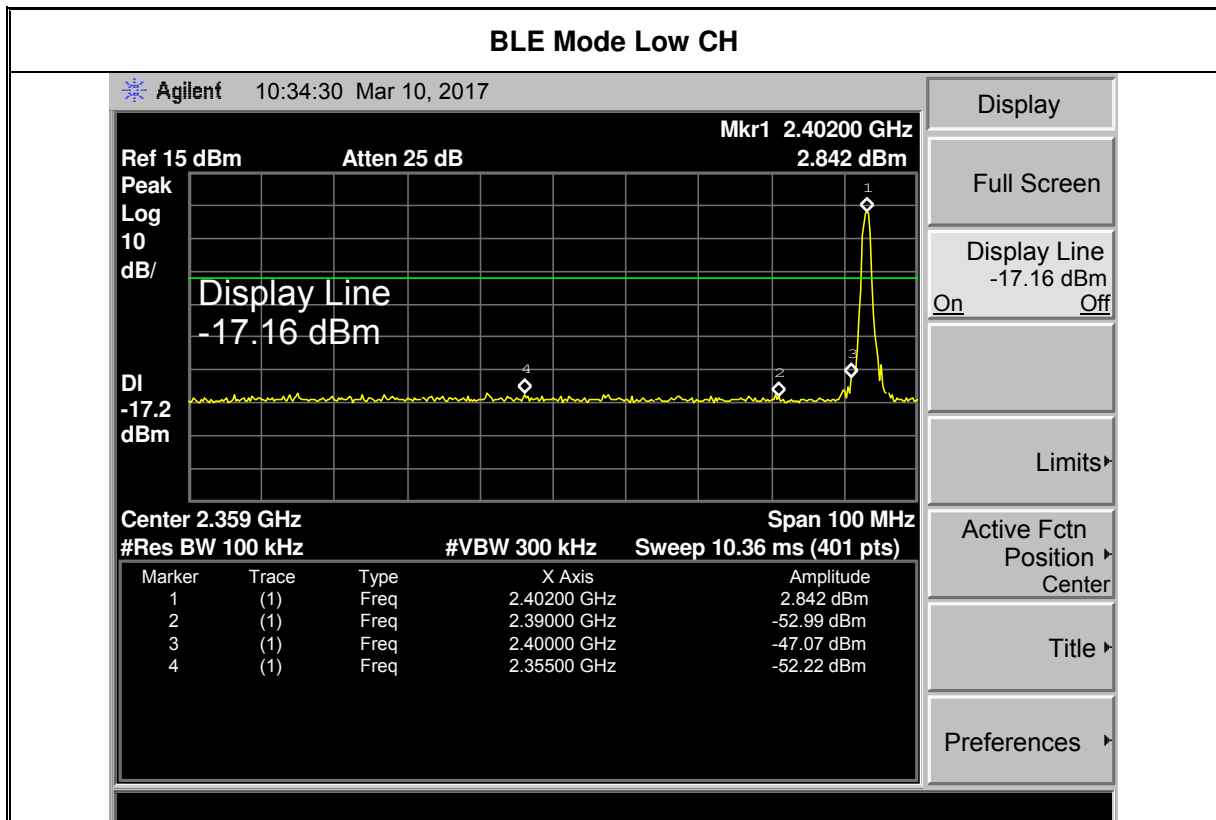 BLE Mode Low CH
Agilent 10:34:30 Mar 10, 2017
Mkr1 2.40200 GHz
Ref 15 dBm Atten 25 dB 2.842 dBm
Peak
Log
10
dB/
1
Display Line
-17.16 dBm
3
4
2
DI
-17.2
dBm
Center 2.359 GHz Span 100 MHz
#Res BW 100 kHz #VBW 300 kHz Sweep 10.36 ms (401 pts)
Marker Trace Type X Axis Amplitude
1 (1) Freq 2.40200 GHz 2.842 dBm
2 (1) Freq 2.39000 GHz -52.99 dBm
3 (1) Freq 2.40000 GHz -47.07 dBm
4 (1) Freq 2.35500 GHz -52.22 dBm
Display
Full Screen
Display Line
-17.16 dBm
On Off
Limits
Active Fctn
Position
Center
Title
Preferences